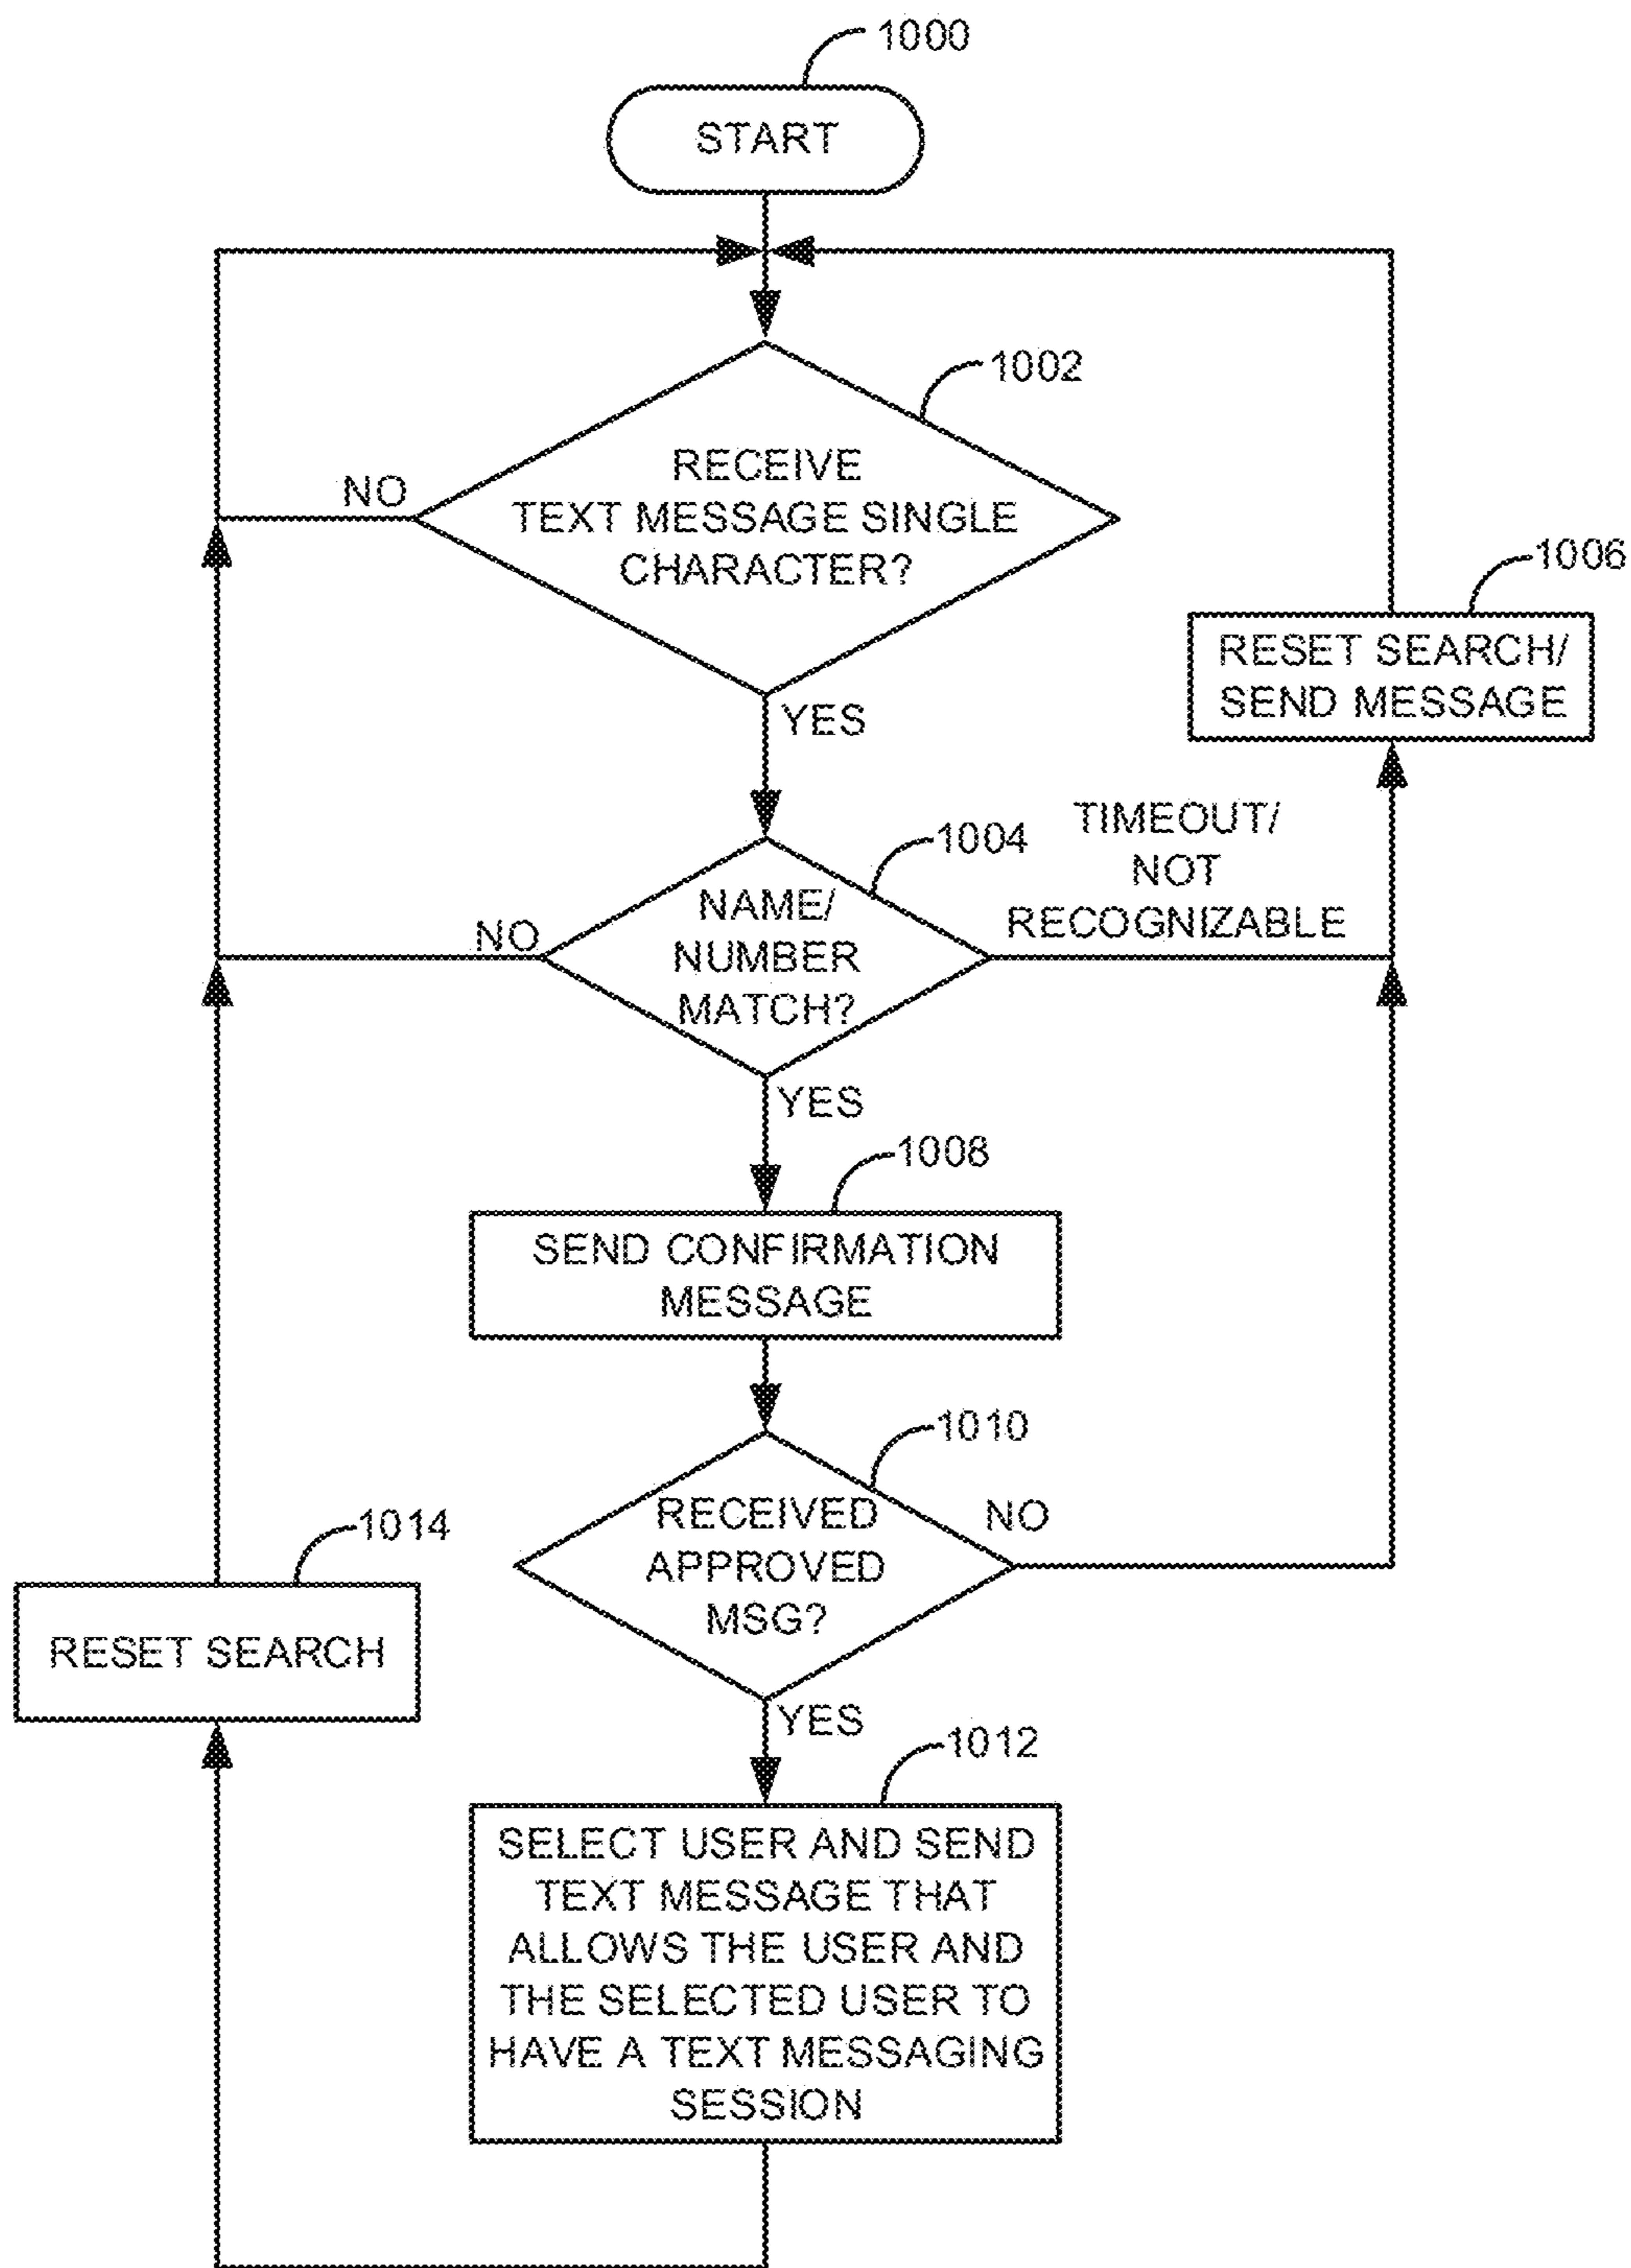 1000
START
1002
RECEIVE
TEXT MESSAGE SINGLE
CHARACTER?
NO
YES
1006
RESET SEARCH/
SEND MESSAGE
1004
NAME/
NUMBER
MATCH?
NO
TIMEOUT/
NOT
RECOGNIZABLE
YES
1008
SEND CONFIRMATION
MESSAGE
1010
RECEIVED
APPROVED
MSG?
NO
YES
1014
RESET SEARCH
1012
SELECT USER AND SEND
TEXT MESSAGE THAT
ALLOWS THE USER AND
THE SELECTED USER TO
HAVE A TEXT MESSAGING
SESSION